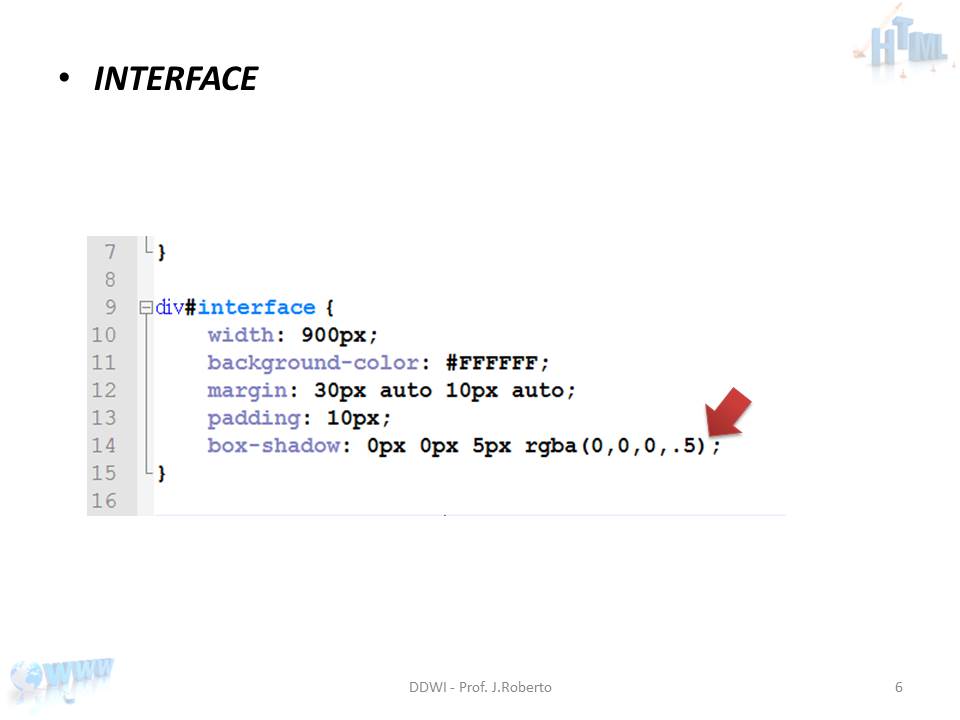 HTML
• INTERFACE
7 }
8
9 div#interface {
10 width: 900px;
11 background-color: #FFFFFF;
12 margin: 30px auto 10px auto;
13 padding: 10px;
14 box-shadow: 0px 0px 5px rgba(0,0,0,.5);
15 }
16
WWW
DDWI - Prof. J.Roberto
6